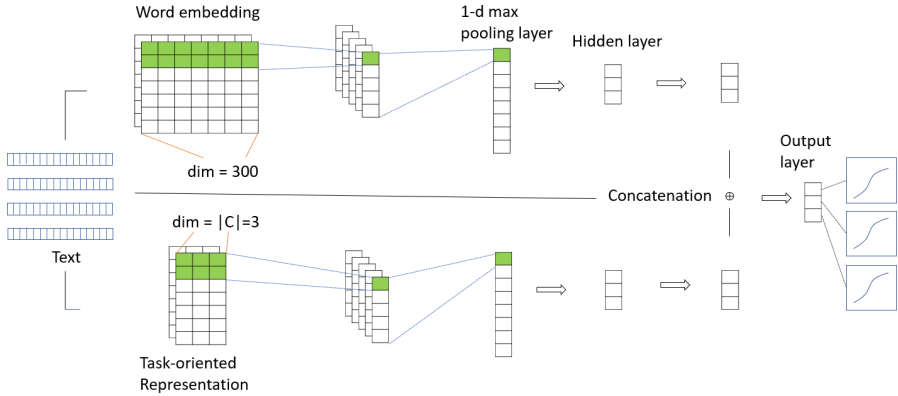 Word embedding
1-d max
pooling layer
Hidden layer
dim = 300
Output
layer
Concatenation
dim = |C|=3
Text
Task-oriented
Representation